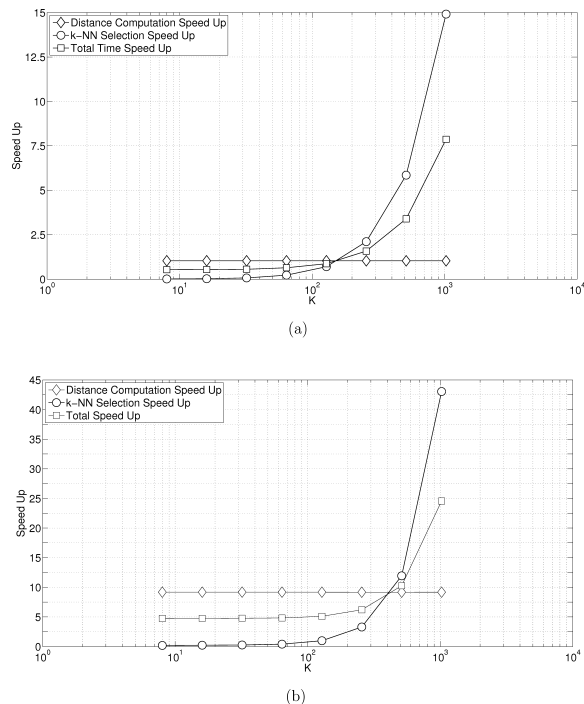 15
12.5
10
7.5
5
2.5
0
Speed Up
Distance Computation Speed Up
k−NN Selection Speed Up
Total Time Speed Up
10^0
10^1
10^2
10^3
10^4
K
(a)
45
40
35
30
25
20
15
10
5
0
Speed Up
Distance Computation Speed Up
k−NN Selection Speed Up
Total Speed Up
10^0
10^1
10^2
10^3
10^4
K
(b)